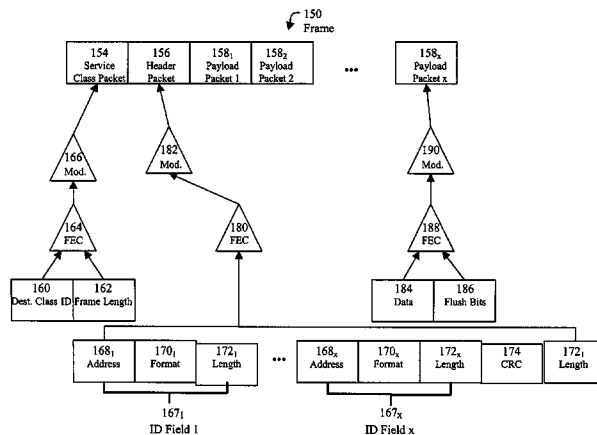 150
Frame
154
Service
Class Packet
156
Header
Packet
158₁
Payload
Packet 1
158₂
Payload
Packet 2
...
158ₓ
Payload
Packet x
166
Mod.
182
Mod.
190
Mod.
164
FEC
180
FEC
188
FEC
160
Dest. Class ID
162
Frame Length
184
Data
186
Flush Bits
168₁
Address
170₁
Format
172₁
Length
...
168ₓ
Address
170ₓ
Format
172ₓ
Length
174
CRC
172₁
Length
167₁
ID Field 1
167ₓ
ID Field x